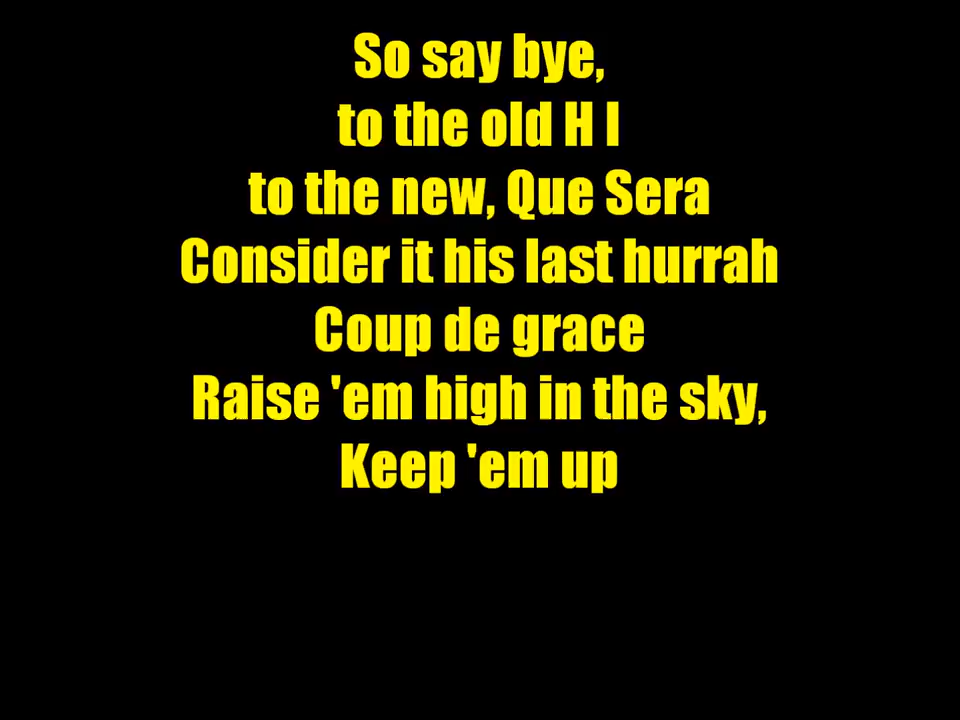 So say bye,
to the old H I
to the new, Que Sera
Consider it his last hurrah
Coup de grace
Raise 'em high in the sky,
Keep 'em up